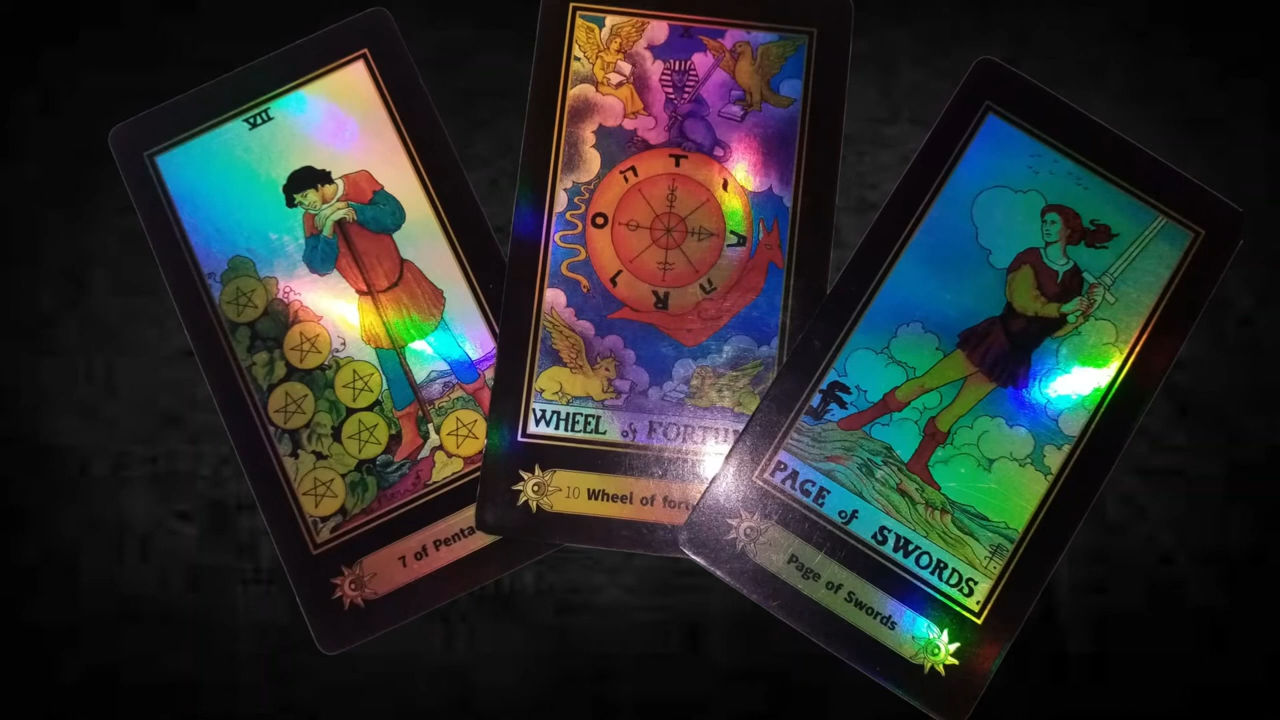 VII
7 of Penta
X
T
ה
י
O
A
ו
ה
R
WHEEL of FORTU
10 Wheel of fort
PAGE of SWORDS.
Page of Swords